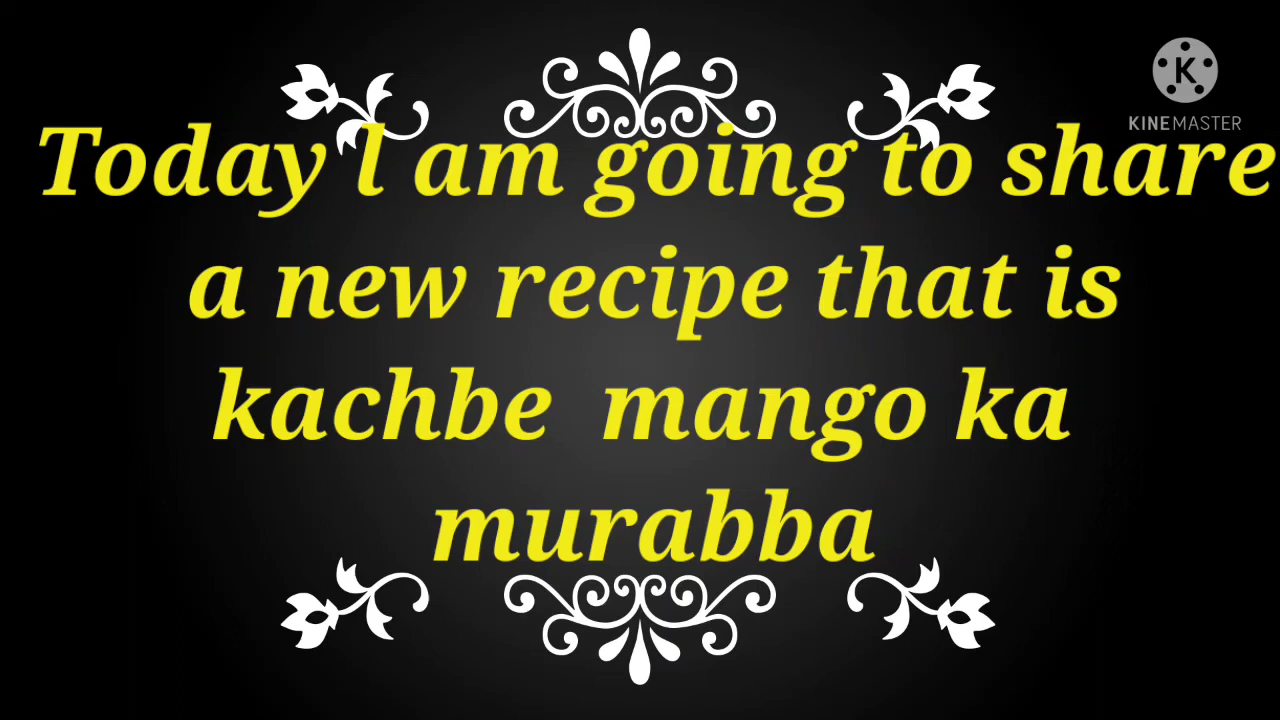 KINEMASTER
Today l am going to share
a new recipe that is
kachbe mango ka
murabba